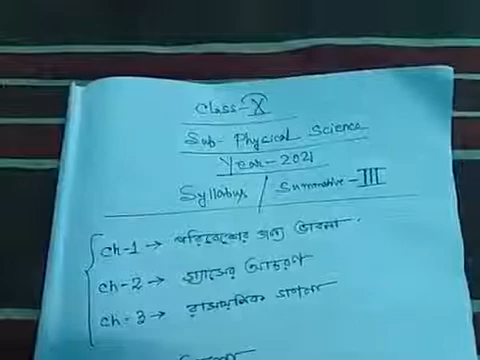 Class-X
Sub- Physical Science
Year- 2021
Syllabus / Summative-III
Ch-1 → পরিবেশের জন্য ভাবনা
Ch-2 → গ্যাসের আচরণ
Ch-3 → রাসায়নিক গণনা